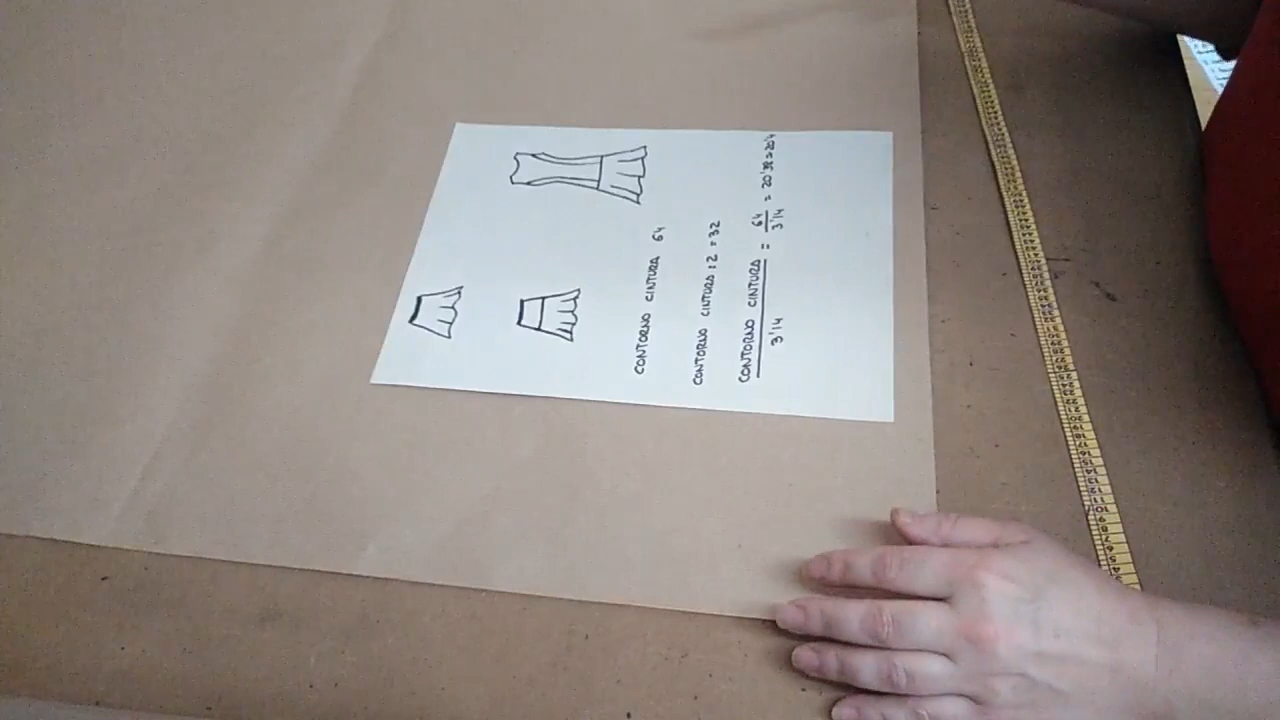 CONTORNO CINTURA 64
CONTORNO CINTURA : 2 = 32
CONTORNO CINTURA = 64 = 20'38 = 20'4
3'14 3'14